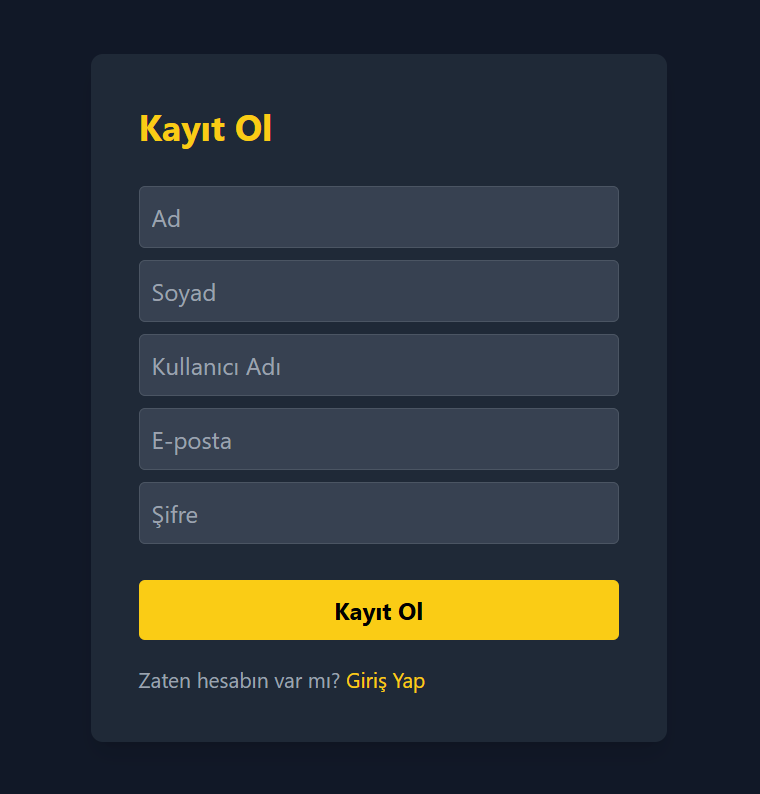 Kayıt Ol
Ad
Soyad
Kullanıcı Adı
E-posta
Şifre
Kayıt Ol
Zaten hesabın var mı? Giriş Yap